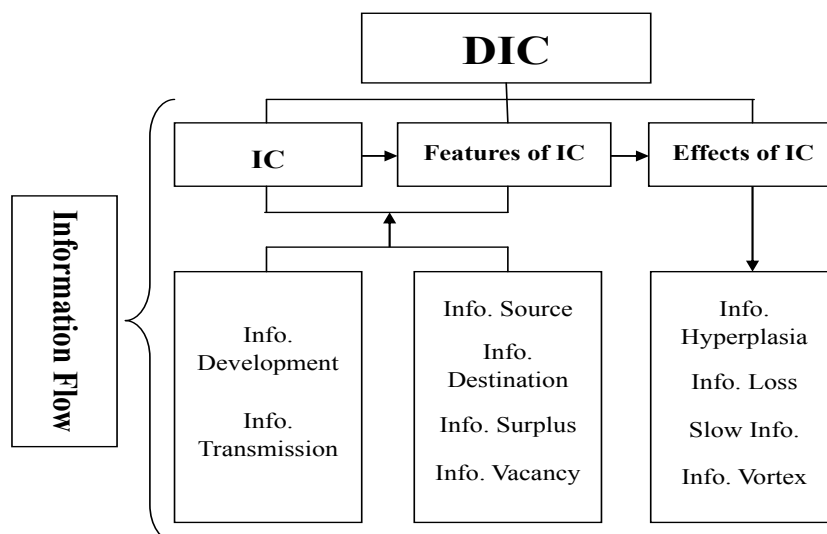 DIC
IC
Features of IC
Effects of IC
Information Flow
Info.
Development
Info.
Transmission
Info. Source
Info.
Destination
Info. Surplus
Info. Vacancy
Info.
Hyperplasia
Info. Loss
Slow Info.
Info. Vortex